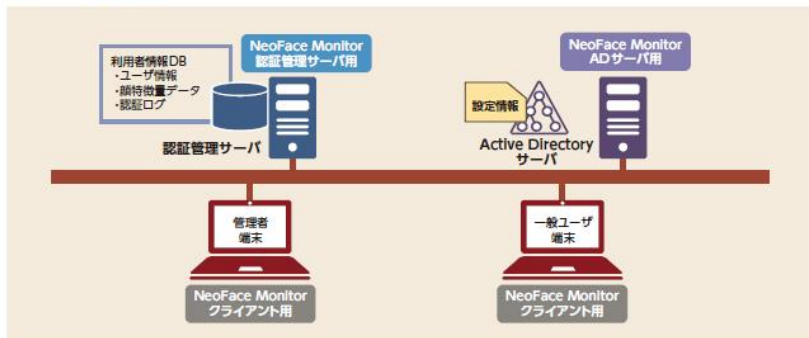 NeoFace Monitor
認証管理サーバ用
利用者情報DB
・ユーザ情報
・顔特徴量データ
・認証ログ
認証管理サーバ
NeoFace Monitor
ADサーバ用
設定情報
Active Directory
サーバ
管理者
端末
NeoFace Monitor
クライアント用
一般ユーザ
端末
NeoFace Monitor
クライアント用